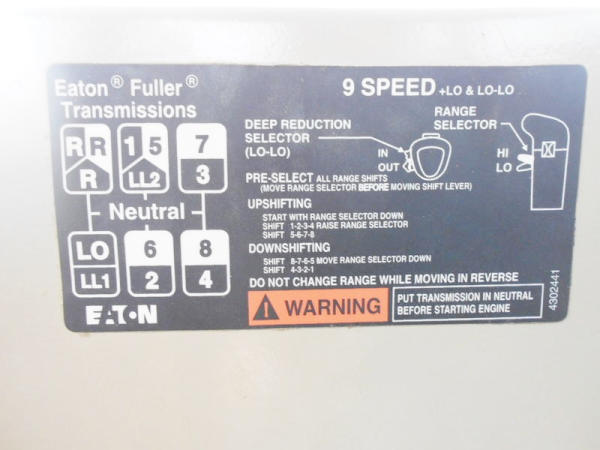 Eaton® Fuller®
Transmissions
R R 1 5 7
R LL2 3
Neutral
LO 6 8
LL1 2 4
EATON
9 SPEED +LO & LO-LO
DEEP REDUCTION
SELECTOR
(LO-LO)
IN
OUT
RANGE
SELECTOR
HI
LO
PRE-SELECT ALL RANGE SHIFTS
(MOVE RANGE SELECTOR BEFORE MOVING SHIFT LEVER)
UPSHIFTING
START WITH RANGE SELECTOR DOWN
SHIFT 1-2-3-4 RAISE RANGE SELECTOR
SHIFT 5-6-7-8
DOWNSHIFTING
SHIFT 8-7-6-5 MOVE RANGE SELECTOR DOWN
SHIFT 4-3-2-1
DO NOT CHANGE RANGE WHILE MOVING IN REVERSE
! WARNING
PUT TRANSMISSION IN NEUTRAL
BEFORE STARTING ENGINE
4302441